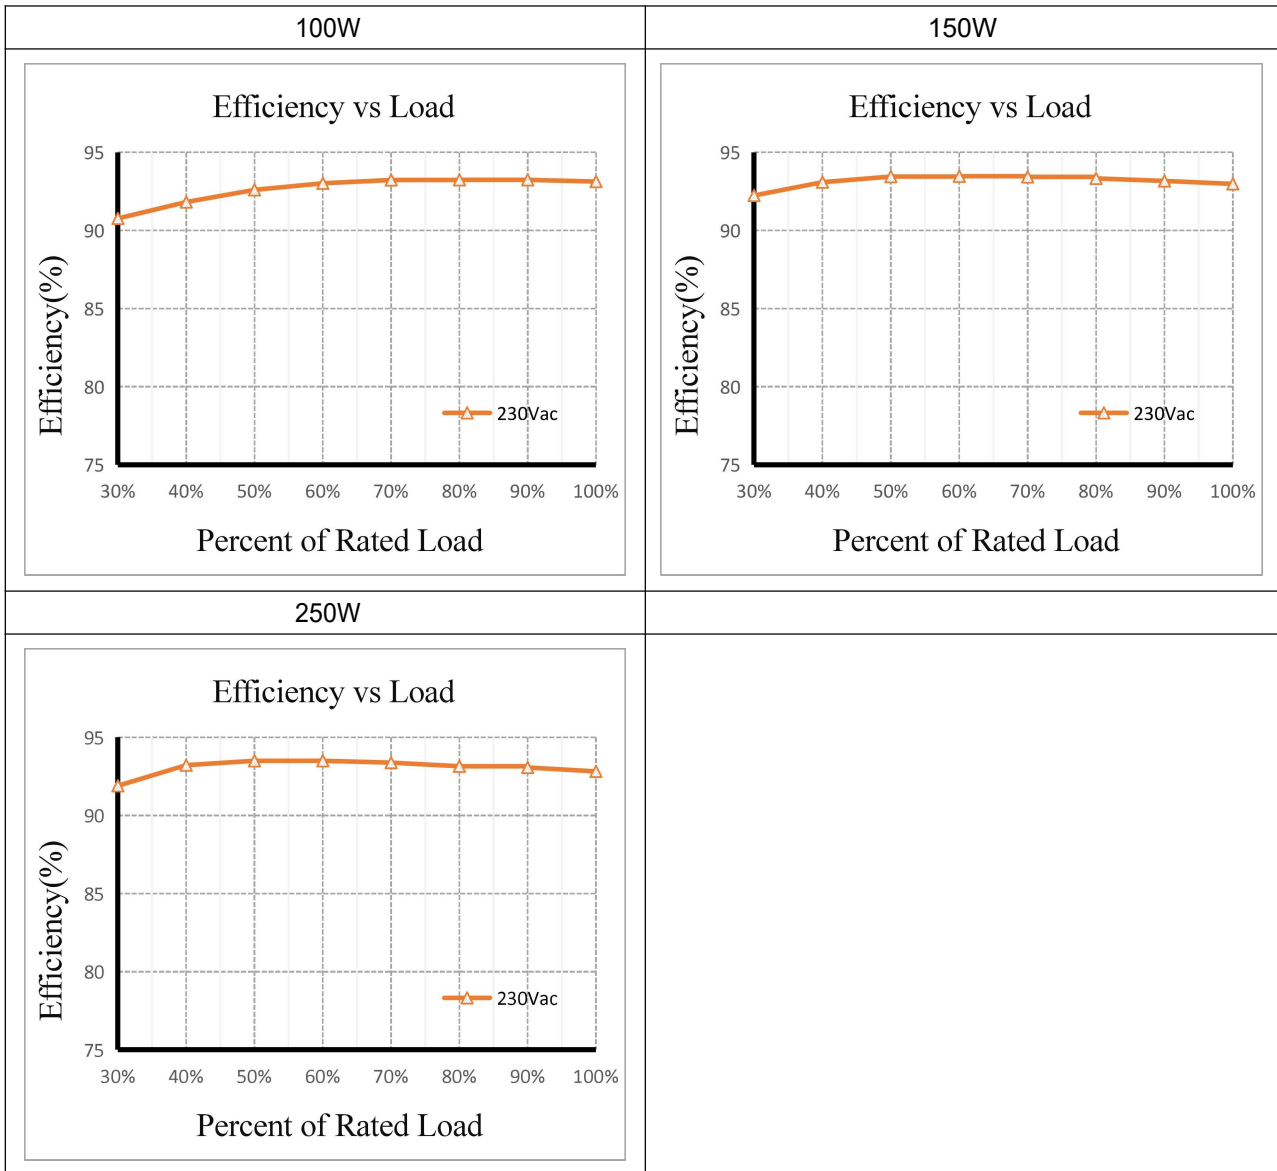 100W
150W
Efficiency vs Load
95
90
85
80
75
Efficiency(%)
230Vac
30% 40% 50% 60% 70% 80% 90% 100%
Percent of Rated Load
Efficiency vs Load
95
90
85
80
75
Efficiency(%)
230Vac
30% 40% 50% 60% 70% 80% 90% 100%
Percent of Rated Load
250W
Efficiency vs Load
95
90
85
80
75
Efficiency(%)
230Vac
30% 40% 50% 60% 70% 80% 90% 100%
Percent of Rated Load